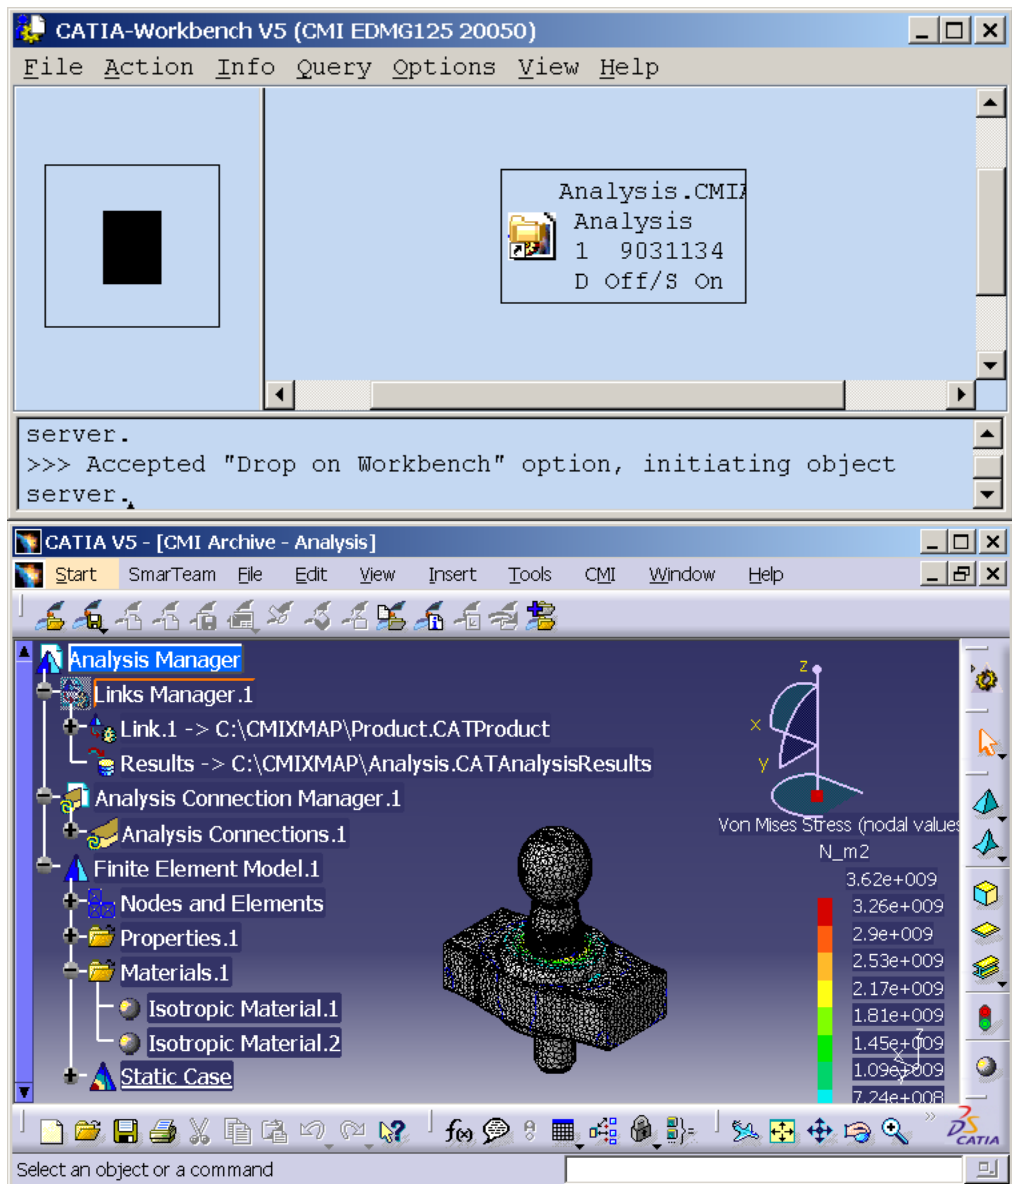 CATIA-Workbench V5 (CMI EDMG125 20050)
File Action Info Query Options View Help
Analysis.CMIA
Analysis
1 9031134
D Off/S On
server.
>>> Accepted "Drop on Workbench" option, initiating object
server.
CATIA V5 - [CMI Archive - Analysis]
Start SmarTeam File Edit View Insert Tools CMI Window Help
Analysis Manager
Links Manager.1
Link.1 -> C:\CMIXMAP\Product.CATProduct
Results -> C:\CMIXMAP\Analysis.CATAnalysisResults
Analysis Connection Manager.1
Analysis Connections.1
Finite Element Model.1
Nodes and Elements
Properties.1
Materials.1
Isotropic Material.1
Isotropic Material.2
Static Case
z
x
y
Von Mises Stress (nodal values
N_m2
3.62e+009
3.26e+009
2.9e+009
2.53e+009
2.17e+009
1.81e+009
1.45e+009
1.09e+009
7.24e+008
z
x
y
f(x)
CATIA
Select an object or a command